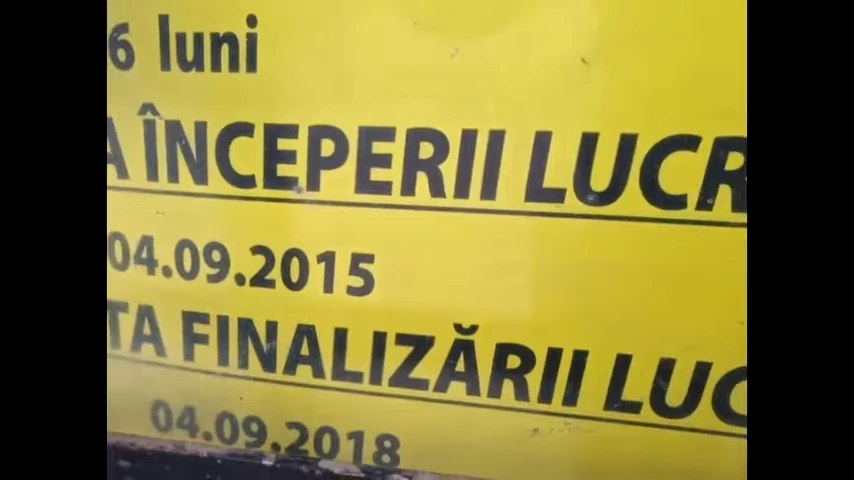 6 luni
A ÎNCEPERII LUCR
04.09.2015
TA FINALIZĂRII LUC
04.09.2018